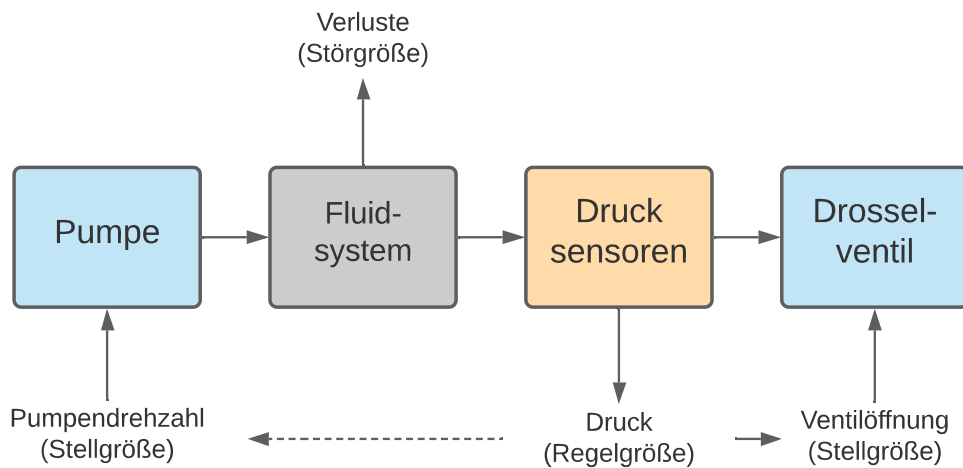 Verluste
(Störgröße)
Pumpe
Fluid-
system
Druck
sensoren
Drossel-
ventil
Pumpendrehzahl
(Stellgröße)
Druck
(Regelgröße)
Ventilöffnung
(Stellgröße)